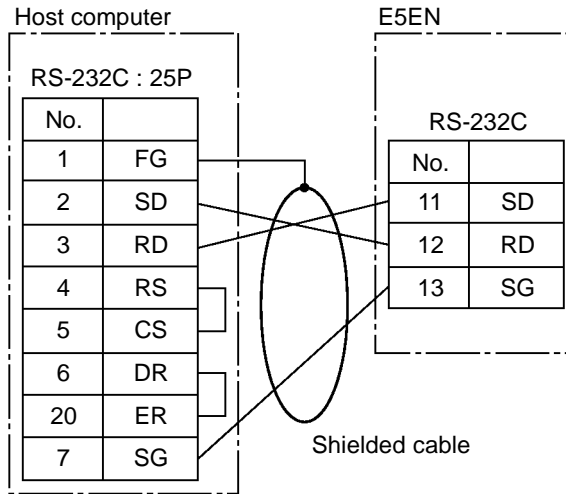 Host computer
RS-232C : 25P
No.
1 FG
2 SD
3 RD
4 RS
5 CS
6 DR
20 ER
7 SG
E5EN
RS-232C
No.
11 SD
12 RD
13 SG
Shielded cable